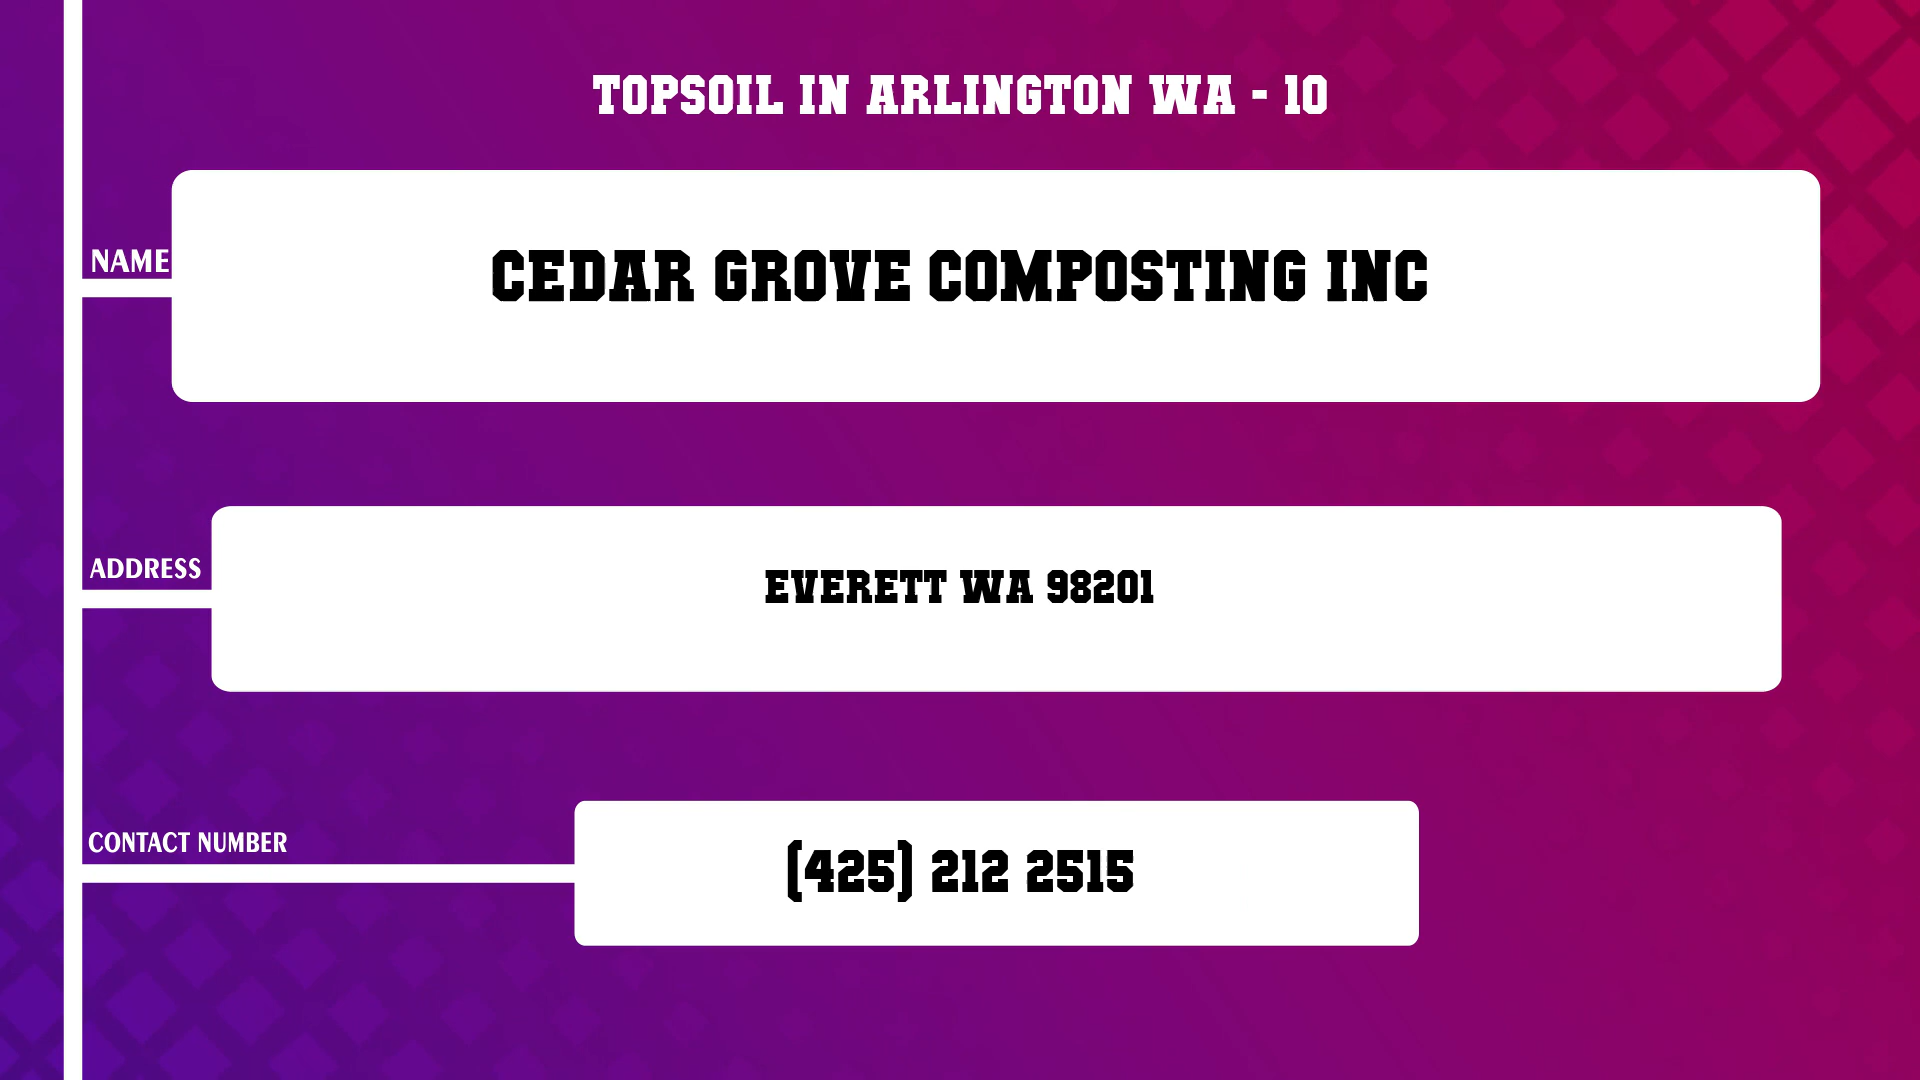 TOPSOIL IN ARLINGTON WA - 10
NAME
CEDAR GROVE COMPOSTING INC
ADDRESS
EVERETT WA 98201
CONTACT NUMBER
(425) 212 2515